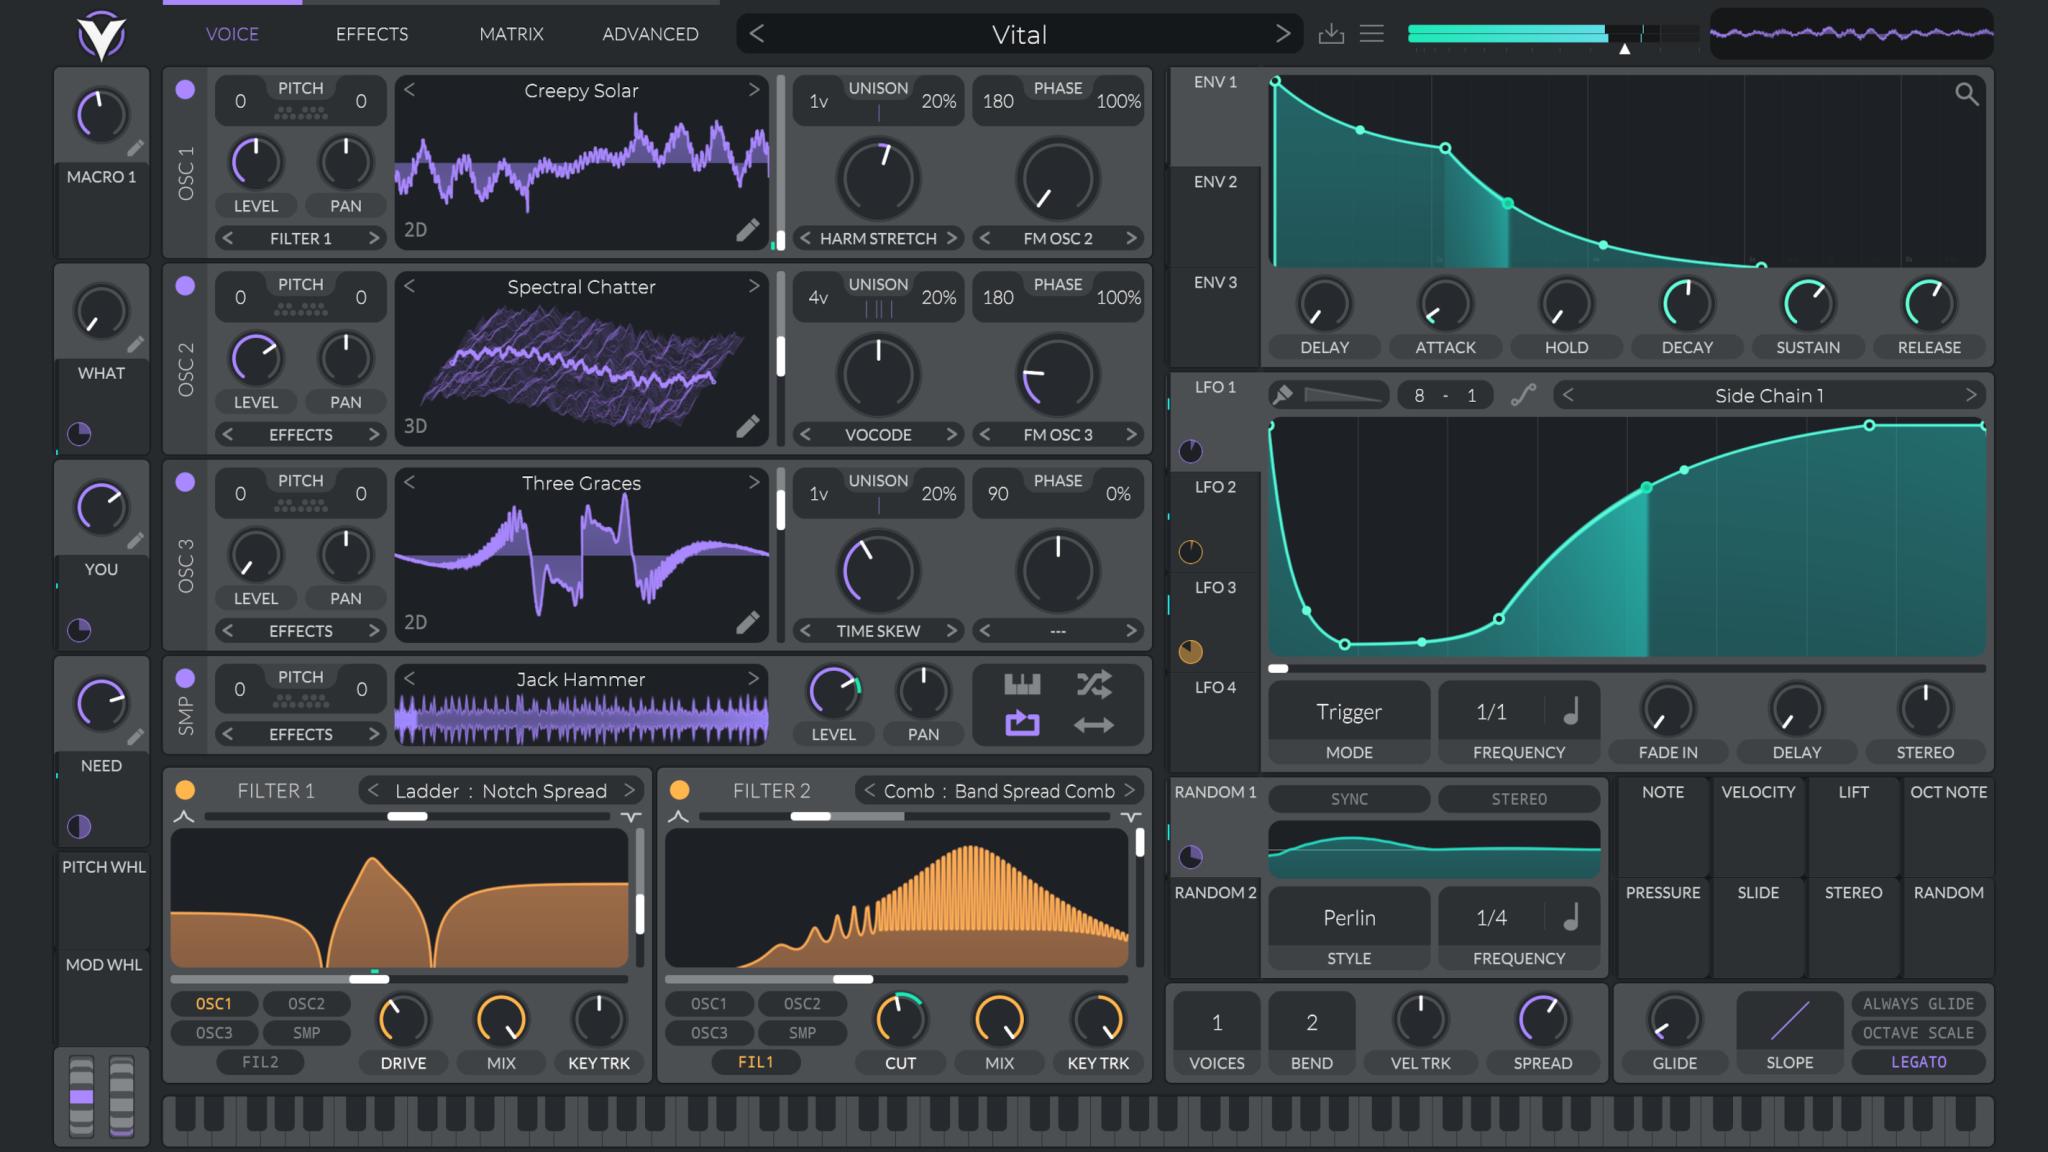 VOICE EFFECTS MATRIX ADVANCED
Vital
MACRO 1
WHAT
YOU
NEED
PITCH WHL
MOD WHL
OSC 1
0 PITCH 0
LEVEL PAN
FILTER 1
Creepy Solar
2D
1v UNISON 20%
HARM STRETCH
180 PHASE 100%
FM OSC 2
OSC 2
0 PITCH 0
LEVEL PAN
EFFECTS
Spectral Chatter
3D
4v UNISON 20%
VOCODE
180 PHASE 100%
FM OSC 3
OSC 3
0 PITCH 0
LEVEL PAN
EFFECTS
Three Graces
2D
1v UNISON 20%
TIME SKEW
90 PHASE 0%
---
SMP
0 PITCH 0
EFFECTS
Jack Hammer
LEVEL PAN
FILTER 1
Ladder : Notch Spread
OSC1 OSC2
OSC3 SMP
FIL2
DRIVE MIX KEY TRK
FILTER 2
Comb : Band Spread Comb
OSC1 OSC2
OSC3 SMP
FIL1
CUT MIX KEY TRK
ENV 1
ENV 2
ENV 3
DELAY ATTACK HOLD DECAY SUSTAIN RELEASE
LFO 1
LFO 2
LFO 3
LFO 4
8 - 1
Side Chain 1
Trigger
MODE
1/1
FREQUENCY
FADE IN DELAY STEREO
RANDOM 1
RANDOM 2
SYNC STEREO
Perlin
STYLE
1/4
FREQUENCY
NOTE VELOCITY LIFT OCT NOTE
PRESSURE SLIDE STEREO RANDOM
1
VOICES
2
BEND
VEL TRK SPREAD
GLIDE SLOPE
ALWAYS GLIDE
OCTAVE SCALE
LEGATO